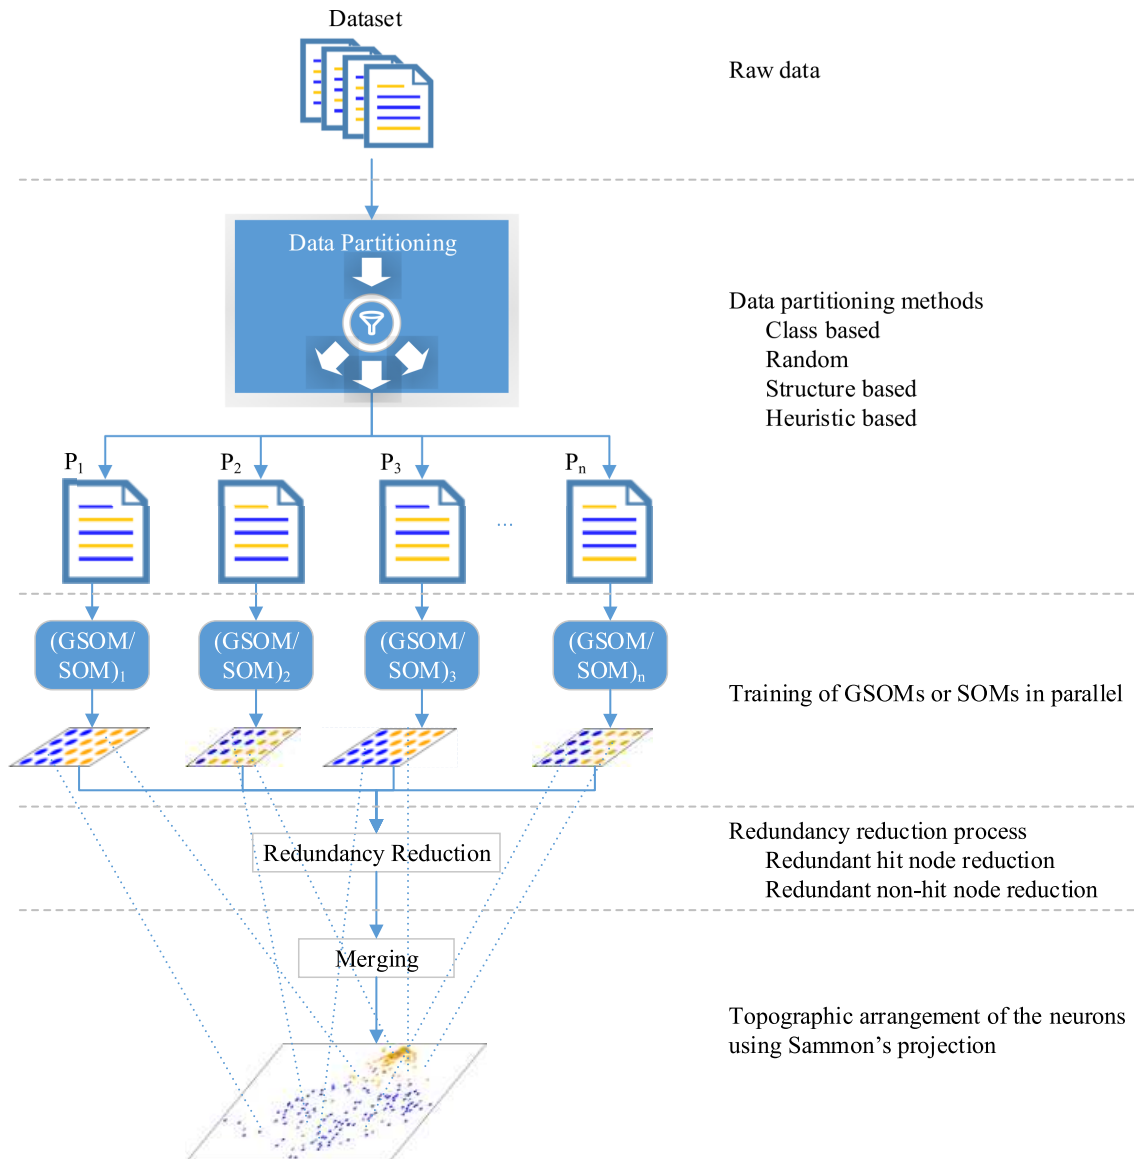 Dataset
Raw data
Data Partitioning
Data partitioning methods
Class based
Random
Structure based
Heuristic based
P1
P2
P3
...
Pn
(GSOM/
SOM)1
(GSOM/
SOM)2
(GSOM/
SOM)3
(GSOM/
SOM)n
Training of GSOMs or SOMs in parallel
Redundancy Reduction
Redundancy reduction process
Redundant hit node reduction
Redundant non-hit node reduction
Merging
Topographic arrangement of the neurons
using Sammon’s projection